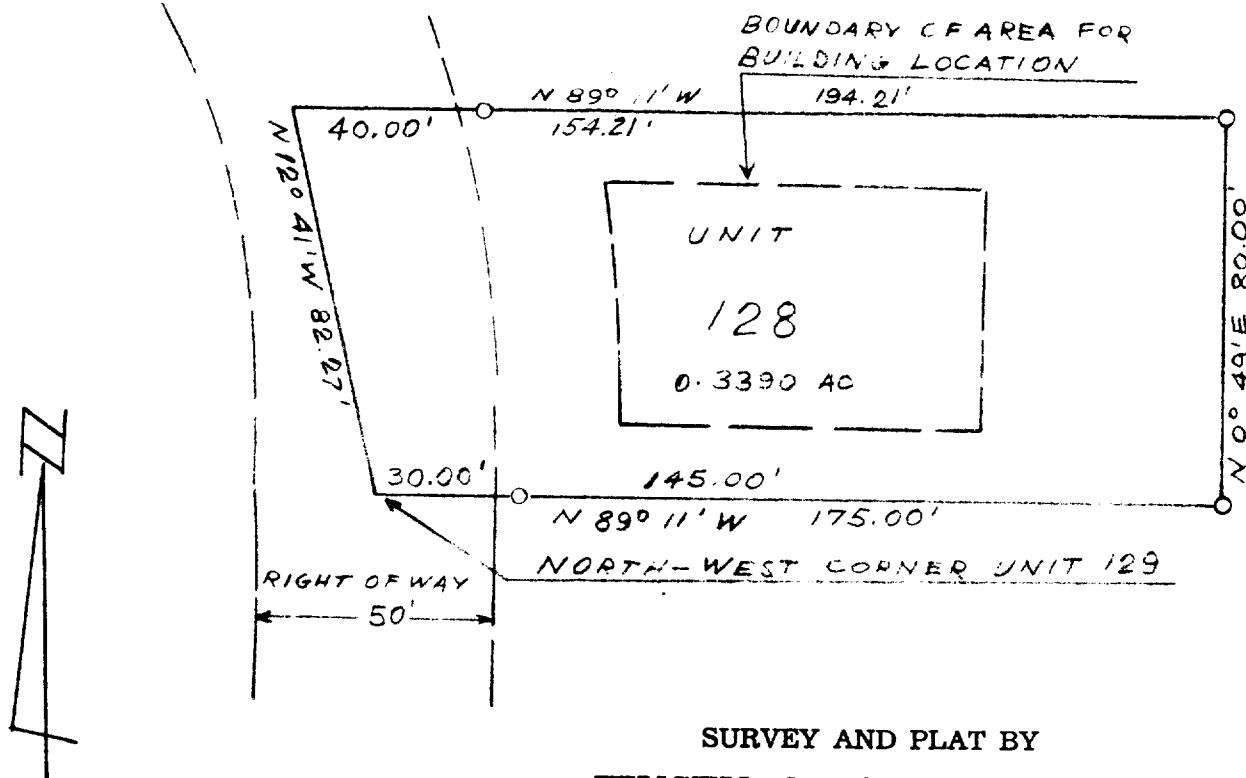 BOUNDARY OF AREA FOR
BUILDING LOCATION
N 89° 11' W 194.21'
40.00' 154.21'
N 12° 41' W 82.27'
UNIT
128
0.3390 AC
N 0° 49' E 80.00'
30.00' 145.00'
N 89° 11' W 175.00'
NORTH-WEST CORNER UNIT 129
RIGHT OF WAY
50'
N
SURVEY AND PLAT BY